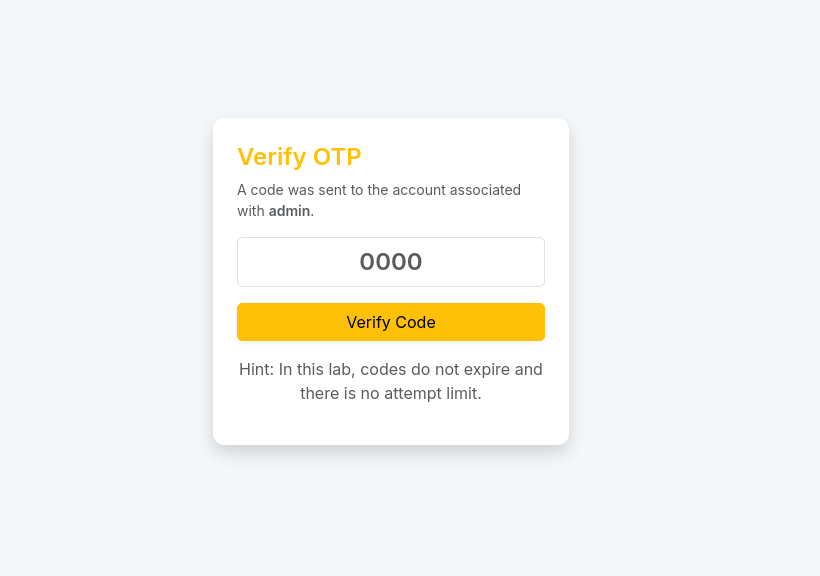 Verify OTP
A code was sent to the account associated
with admin.
0000
Verify Code
Hint: In this lab, codes do not expire and
there is no attempt limit.